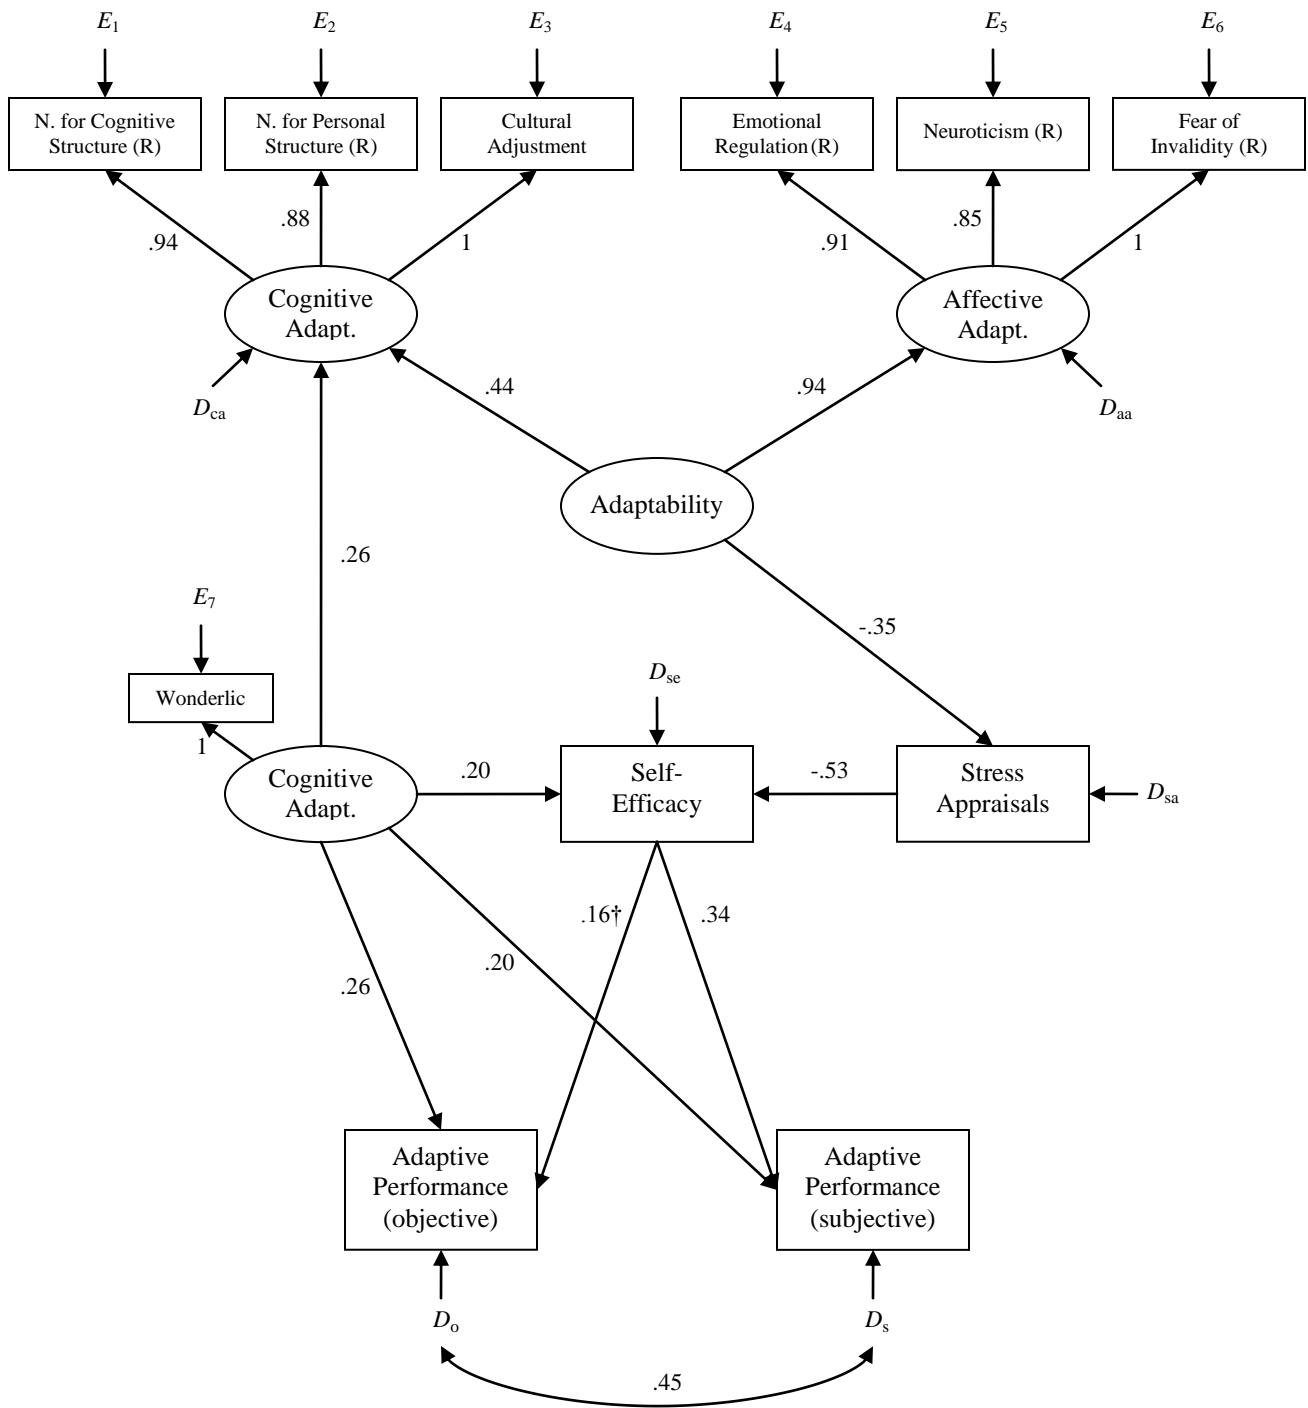 E1
E2
E3
E4
E5
E6
N. for Cognitive
Structure (R)
N. for Personal
Structure (R)
Cultural
Adjustment
Emotional
Regulation (R)
Neuroticism (R)
Fear of
Invalidity (R)
.94
.88
1
.91
.85
1
Cognitive
Adapt.
Affective
Adapt.
Dca
.44
.94
Daa
Adaptability
.26
E7
-.35
Wonderlic
Dse
1
Cognitive
Adapt.
.20
Self-
Efficacy
-.53
Stress
Appraisals
Dsa
.16†
.34
.20
.26
Adaptive
Performance
(objective)
Adaptive
Performance
(subjective)
Do
Ds
.45